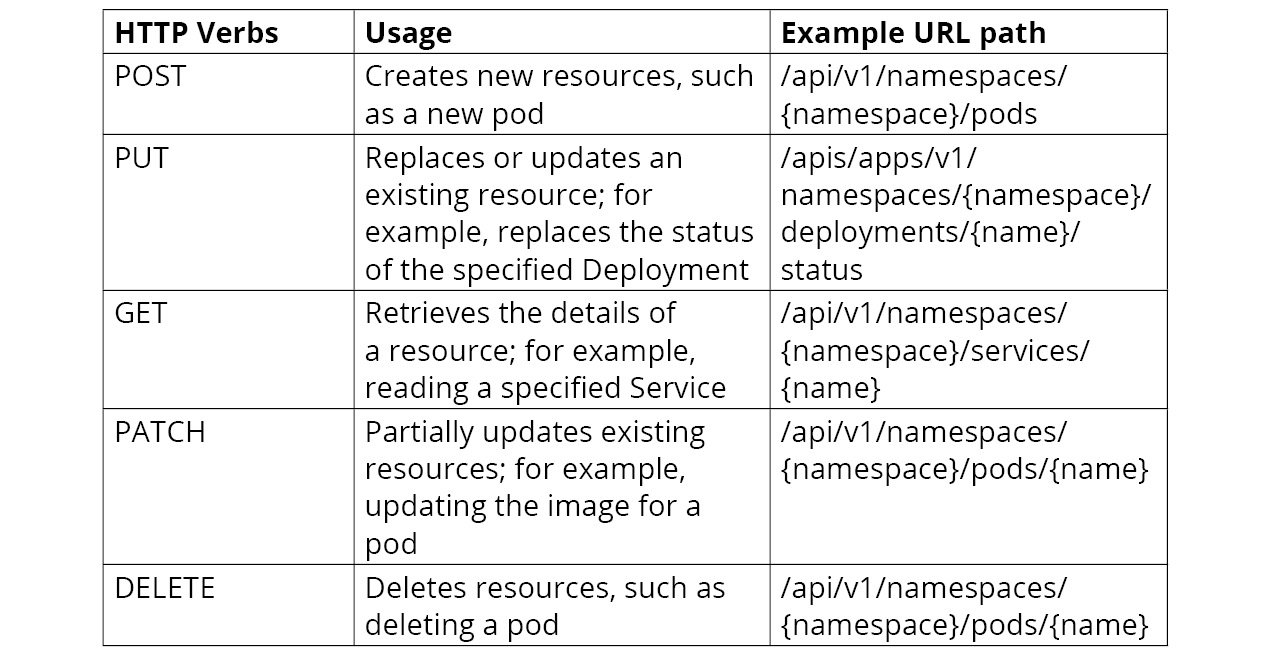 HTTP Verbs
Usage
Example URL path
POST
Creates new resources, such
as a new pod
/api/v1/namespaces/
{namespace}/pods
PUT
Replaces or updates an
existing resource; for
example, replaces the status
of the specified Deployment
/apis/apps/v1/
namespaces/{namespace}/
deployments/{name}/
status
GET
Retrieves the details of
a resource; for example,
reading a specified Service
/api/v1/namespaces/
{namespace}/services/
{name}
PATCH
Partially updates existing
resources; for example,
updating the image for a
pod
/api/v1/namespaces/
{namespace}/pods/{name}
DELETE
Deletes resources, such as
deleting a pod
/api/v1/namespaces/
{namespace}/pods/{name}